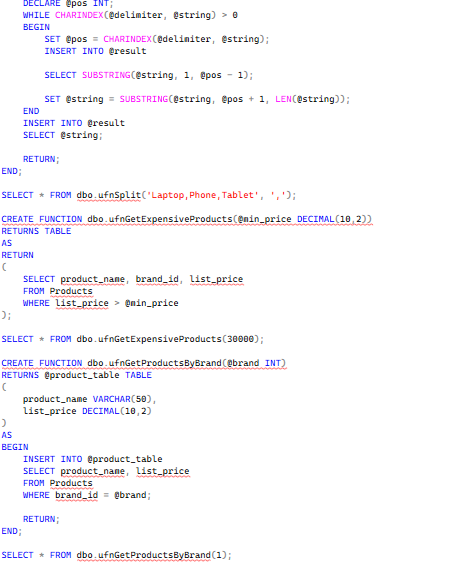 DECLARE @pos INT;
WHILE CHARINDEX(@delimiter, @string) > 0
BEGIN
SET @pos = CHARINDEX(@delimiter, @string);
INSERT INTO @result
SELECT SUBSTRING(@string, 1, @pos - 1);
SET @string = SUBSTRING(@string, @pos + 1, LEN(@string));
END
INSERT INTO @result
SELECT @string;
RETURN;
END;
SELECT * FROM dbo.ufnSplit('Laptop,Phone,Tablet', ',');
CREATE FUNCTION dbo.ufnGetExpensiveProducts(@min_price DECIMAL(10,2))
RETURNS TABLE
AS
RETURN
(
SELECT product_name, brand_id, list_price
FROM Products
WHERE list_price > @min_price
);
SELECT * FROM dbo.ufnGetExpensiveProducts(30000);
CREATE FUNCTION dbo.ufnGetProductsByBrand(@brand INT)
RETURNS @product_table TABLE
(
product_name VARCHAR(50),
list_price DECIMAL(10,2)
)
AS
BEGIN
INSERT INTO @product_table
SELECT product_name, list_price
FROM Products
WHERE brand_id = @brand;
RETURN;
END;
SELECT * FROM dbo.ufnGetProductsByBrand(1);